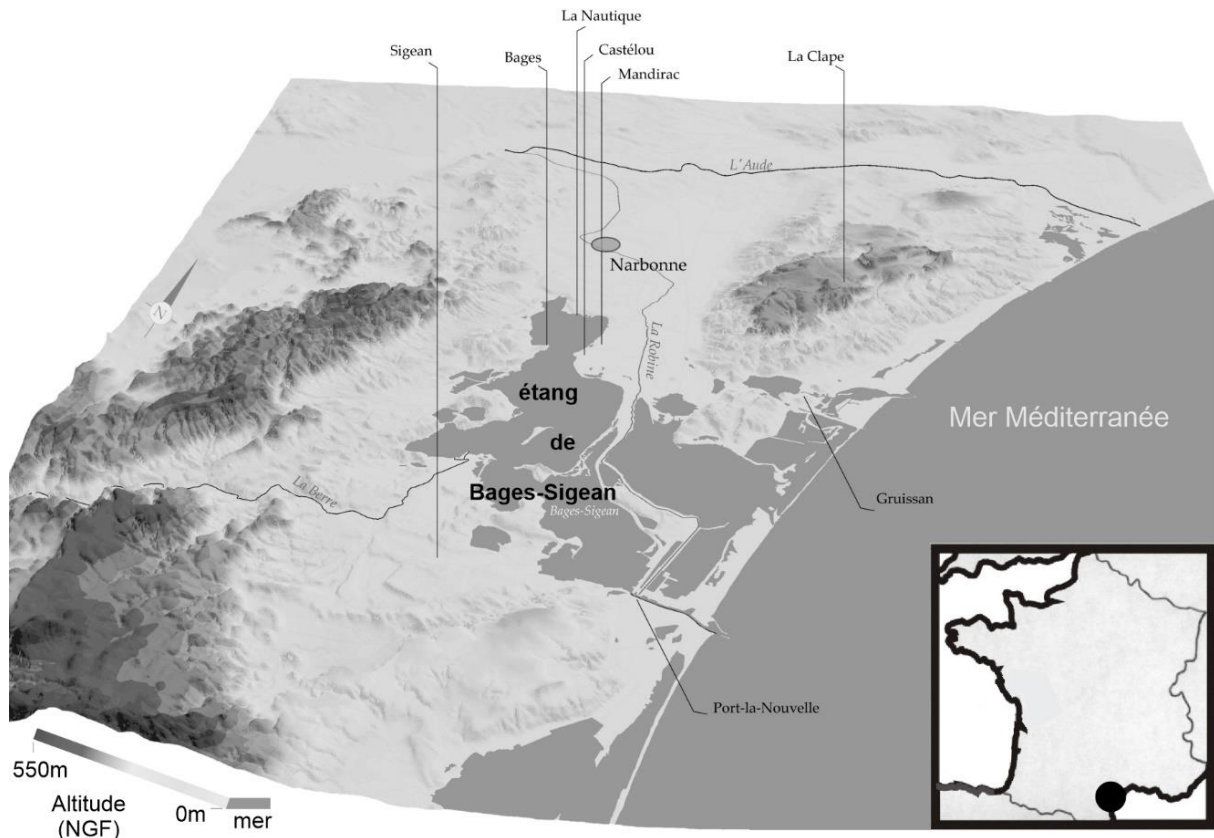 La Nautique
Sigean
Bages
Castélou
La Clape
Mandirac
L'Aude
Narbonne
N
La Robine
étang
de
Mer Méditerranée
La Berre
Bages-Sigean
Bages-Sigean
Gruissan
Port-la-Nouvelle
550m
Altitude
(NGF)
0m
mer